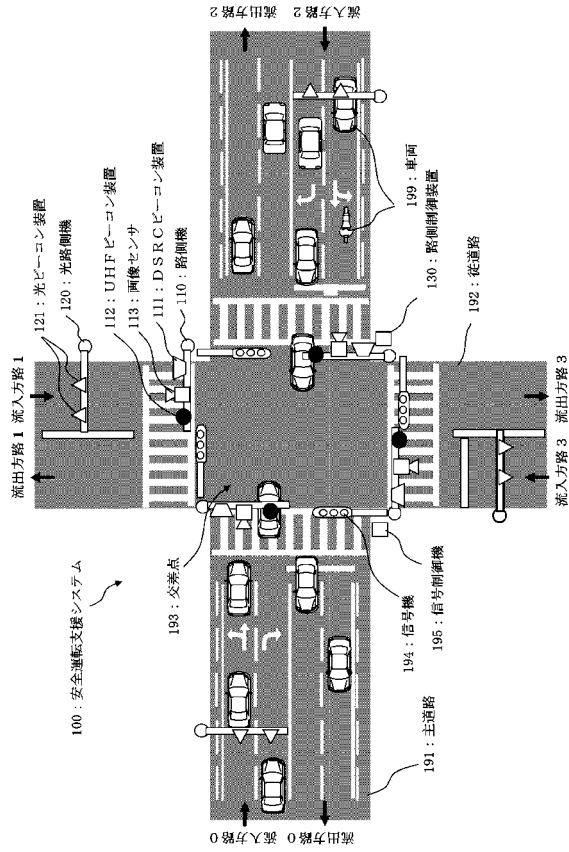 100：安全運転支援システム
流出方路1
流入方路1
121：光ビーコン装置
120：光路側機
112：UHFビーコン装置
113：画像センサ
111：DSRCビーコン装置
110：路側機
流出方路2
流入方路2
193：交差点
199：車両
流入方路0
流出方路0
191：主道路
194：信号機
195：信号制御機
流入方路3
流出方路3
130：路側制御装置
192：従道路